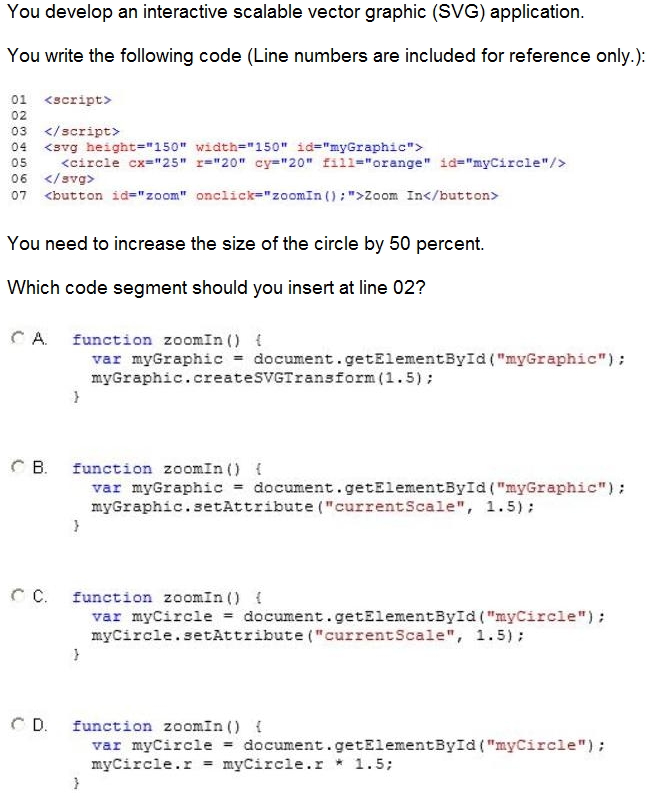 You develop an interactive scalable vector graphic (SVG) application.
You write the following code (Line numbers are included for reference only.):
01 <script>
02
03 </script>
04 <svg height="150" width="150" id="myGraphic">
05 <circle cx="25" r="20" cy="20" fill="orange" id="myCircle"/>
06 </svg>
07 <button id="zoom" onclick="zoomIn();">Zoom In</button>
You need to increase the size of the circle by 50 percent.
Which code segment should you insert at line 02?
A. function zoomIn() {
var myGraphic = document.getElementById("myGraphic");
myGraphic.createSVGTransform(1.5);
}
B. function zoomIn() {
var myGraphic = document.getElementById("myGraphic");
myGraphic.setAttribute("currentScale", 1.5);
}
C. function zoomIn() {
var myCircle = document.getElementById("myCircle");
myCircle.setAttribute("currentScale", 1.5);
}
D. function zoomIn() {
var myCircle = document.getElementById("myCircle");
myCircle.r = myCircle.r * 1.5;
}